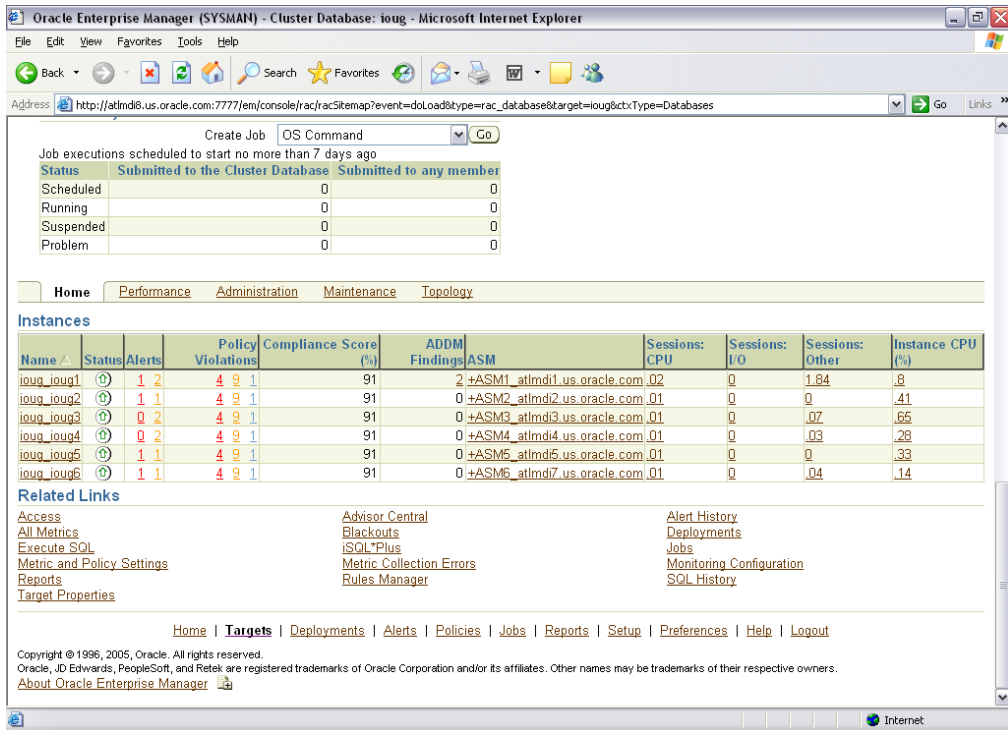 Oracle Enterprise Manager (SYSMAN) - Cluster Database: ioug - Microsoft Internet Explorer
File Edit View Favorites Tools Help
Back Search Favorites
Address http://atlmdi8.us.oracle.com:7777/em/console/rac/racSitemap?event=doLoad&type=rac_database&target=ioug&ctxType=Databases Go Links »
Create Job OS Command Go
Job executions scheduled to start no more than 7 days ago
Status Submitted to the Cluster Database Submitted to any member
Scheduled 0 0
Running 0 0
Suspended 0 0
Problem 0 0
Home Performance Administration Maintenance Topology
Instances
Name Status Alerts Policy Violations Compliance Score (%) ADDM Findings ASM Sessions: CPU Sessions: I/O Sessions: Other Instance CPU (%)
ioug_ioug1 1 2 4 9 1 91 2 +ASM1_atlmdi1.us.oracle.com .02 0 1.84 .8
ioug_ioug2 1 1 4 9 1 91 0 +ASM2_atlmdi2.us.oracle.com .01 0 0 .41
ioug_ioug3 0 2 4 9 1 91 0 +ASM3_atlmdi3.us.oracle.com .01 0 .07 .65
ioug_ioug4 0 2 4 9 1 91 0 +ASM4_atlmdi4.us.oracle.com .01 0 .03 .28
ioug_ioug5 1 1 4 9 1 91 0 +ASM5_atlmdi5.us.oracle.com .01 0 0 .33
ioug_ioug6 1 1 4 9 1 91 0 +ASM6_atlmdi7.us.oracle.com .01 0 .04 .14
Related Links
Access Advisor Central Alert History
All Metrics Blackouts Deployments
Execute SQL iSQL*Plus Jobs
Metric and Policy Settings Metric Collection Errors Monitoring Configuration
Reports Rules Manager SQL History
Target Properties
Home | Targets | Deployments | Alerts | Policies | Jobs | Reports | Setup | Preferences | Help | Logout
Copyright © 1996, 2005, Oracle. All rights reserved.
Oracle, JD Edwards, PeopleSoft, and Retek are registered trademarks of Oracle Corporation and/or its affiliates. Other names may be trademarks of their respective owners.
About Oracle Enterprise Manager
Internet